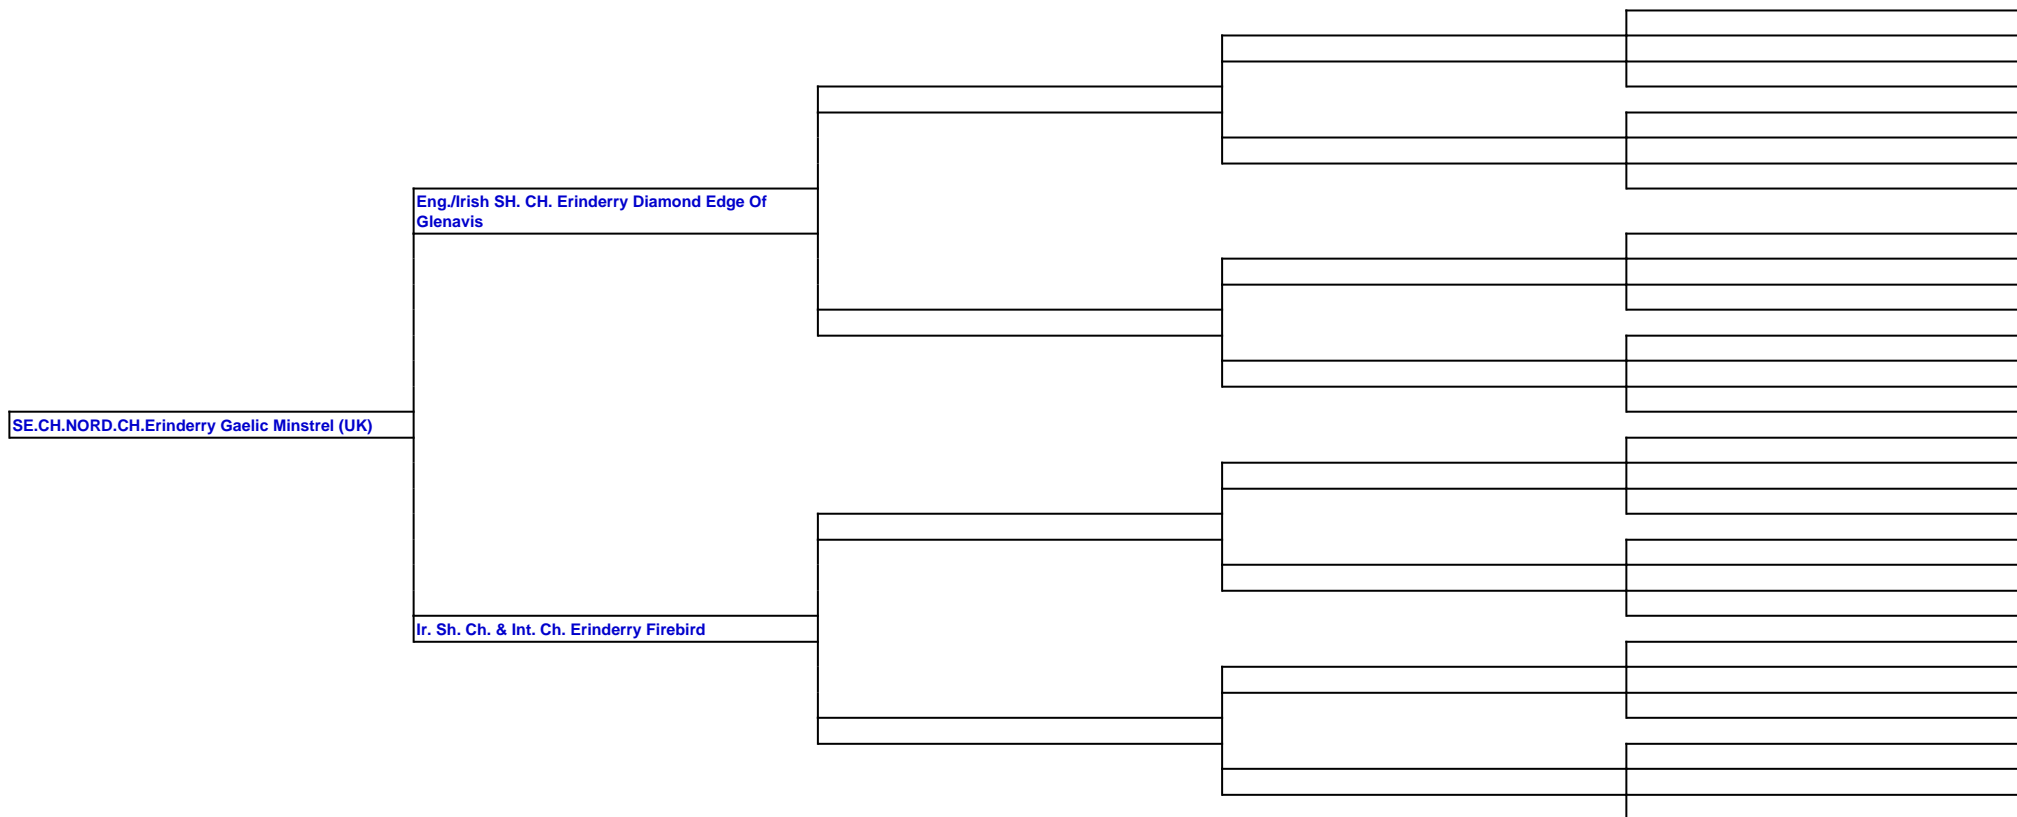 Eng./Irish SH. CH. Erinderry Diamond Edge Of
Glenavis
SE.CH.NORD.CH.Erinderry Gaelic Minstrel (UK)
Ir. Sh. Ch. & Int. Ch. Erinderry Firebird